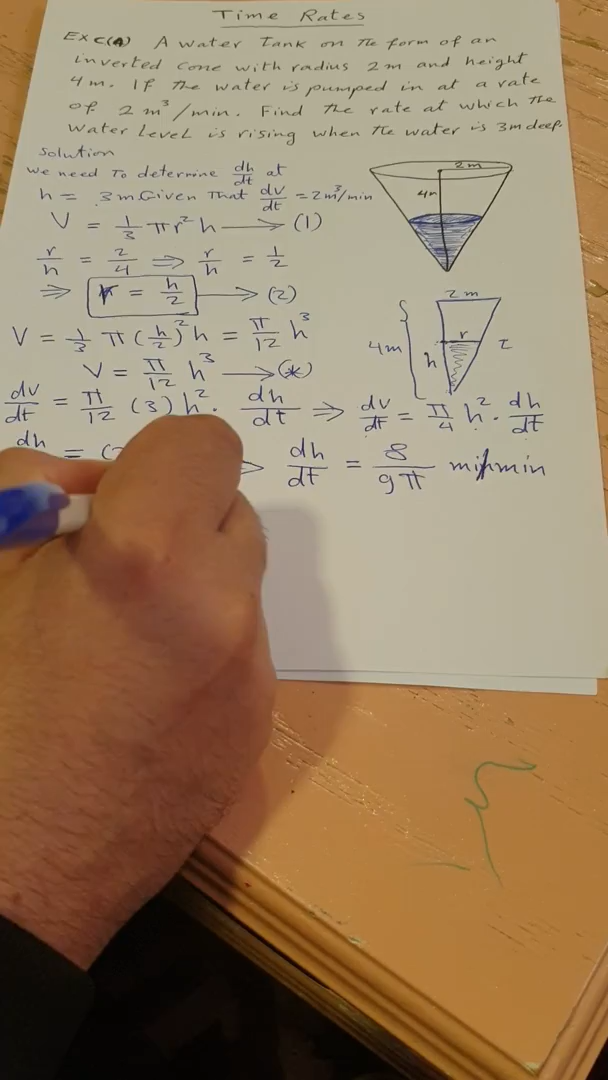 Time Rates
Ex C(4) A water Tank on the form of an
inverted cone with radius 2m and height
4m. If the water is pumped in at a rate
of 2 m³/min. Find the rate at which the
water Level is rising when the water is 3m deep.
Solution
we need To determine dh/dt at
h = 3m Given That dv/dt = 2m³/min
V = 1/3 πr²h → (1)
r/h = 2/4 ⇒ r/h = 1/2
⇒ r = h/2 → (2)
V = 1/3 π (h/2)² h = π/12 h³
V = π/12 h³ → (*)
dv/dt = π/12 (3) h² · dh/dt ⇒ dv/dt = π/4 h² · dh/dt
dh
= (
⇒ dh/dt = 8/9π
2m
4m
2m
4m
r
h